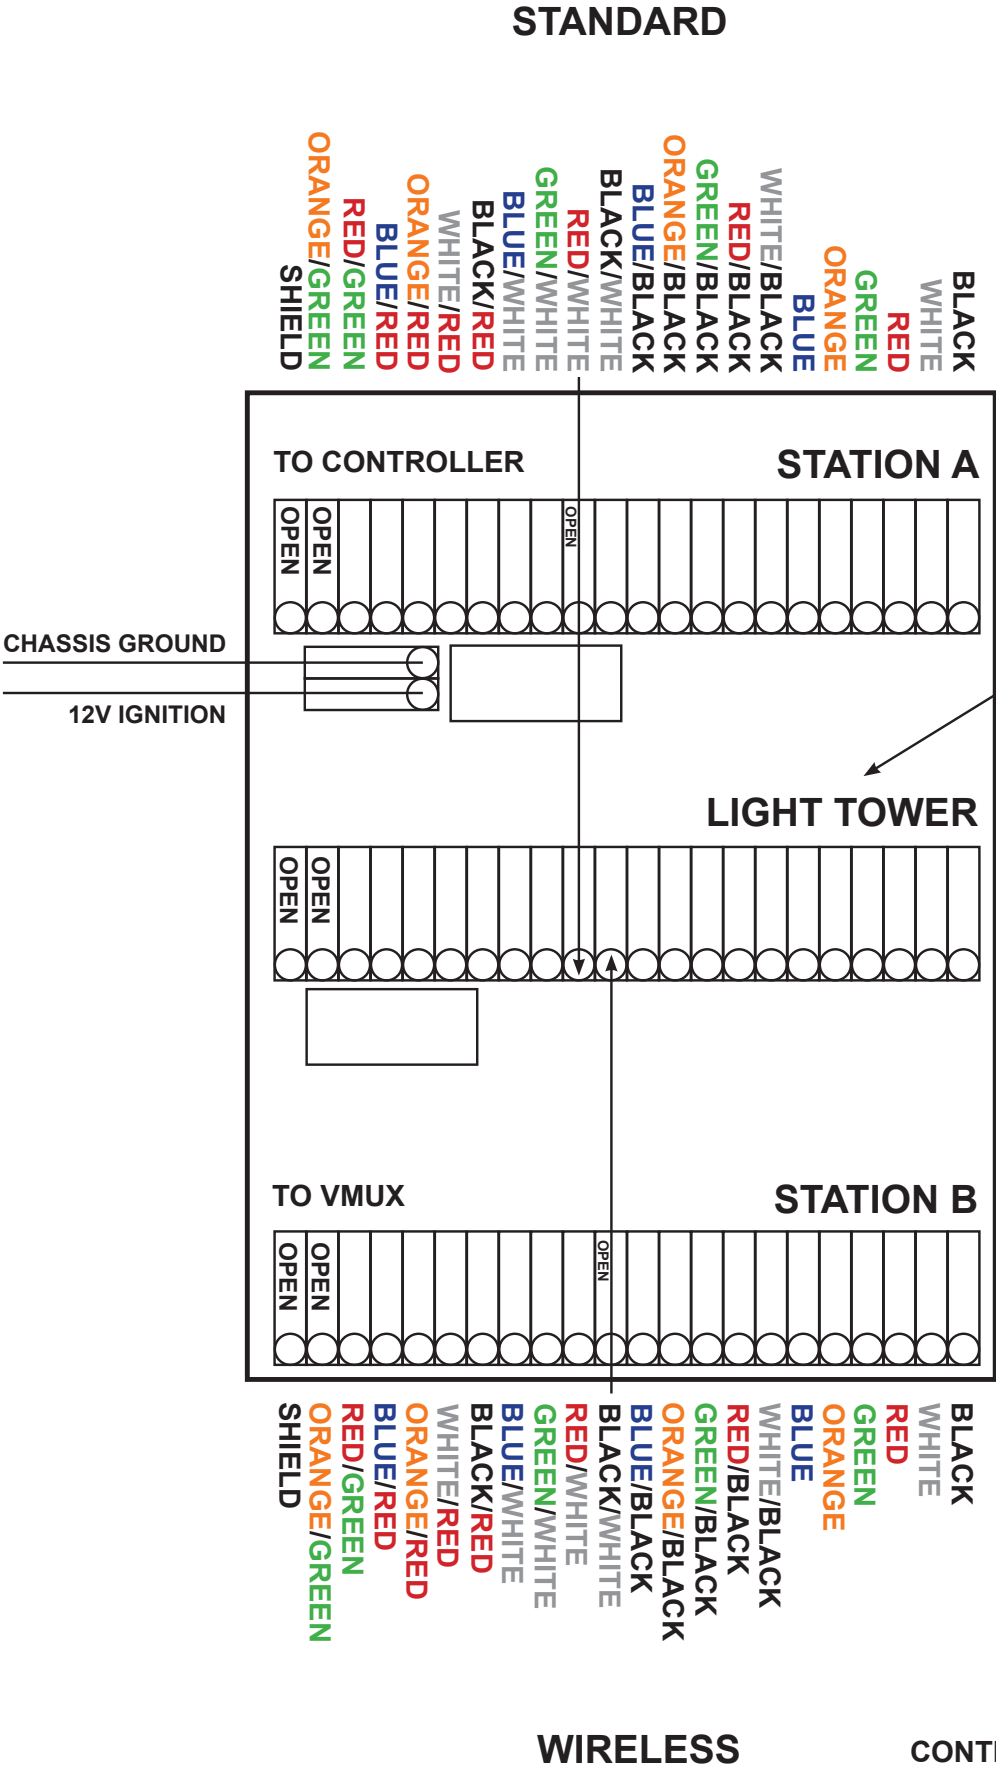 STANDARD
SHIELD
ORANGE/GREEN
RED/GREEN
BLUE/RED
ORANGE/RED
WHITE/RED
BLACK/RED
BLUE/WHITE
GREEN/WHITE
RED/WHITE
BLACK/WHITE
BLUE/BLACK
ORANGE/BLACK
GREEN/BLACK
RED/BLACK
WHITE/BLACK
BLUE
ORANGE
GREEN
RED
WHITE
BLACK
TO CONTROLLER
STATION A
OPEN
OPEN
OPEN
CHASSIS GROUND
12V IGNITION
LIGHT TOWER
OPEN
OPEN
TO VMUX
STATION B
OPEN
OPEN
OPEN
SHIELD
ORANGE/GREEN
RED/GREEN
BLUE/RED
ORANGE/RED
WHITE/RED
BLACK/RED
BLUE/WHITE
GREEN/WHITE
RED/WHITE
BLACK/WHITE
BLUE/BLACK
ORANGE/BLACK
GREEN/BLACK
RED/BLACK
WHITE/BLACK
BLUE
ORANGE
GREEN
RED
WHITE
BLACK
WIRELESS